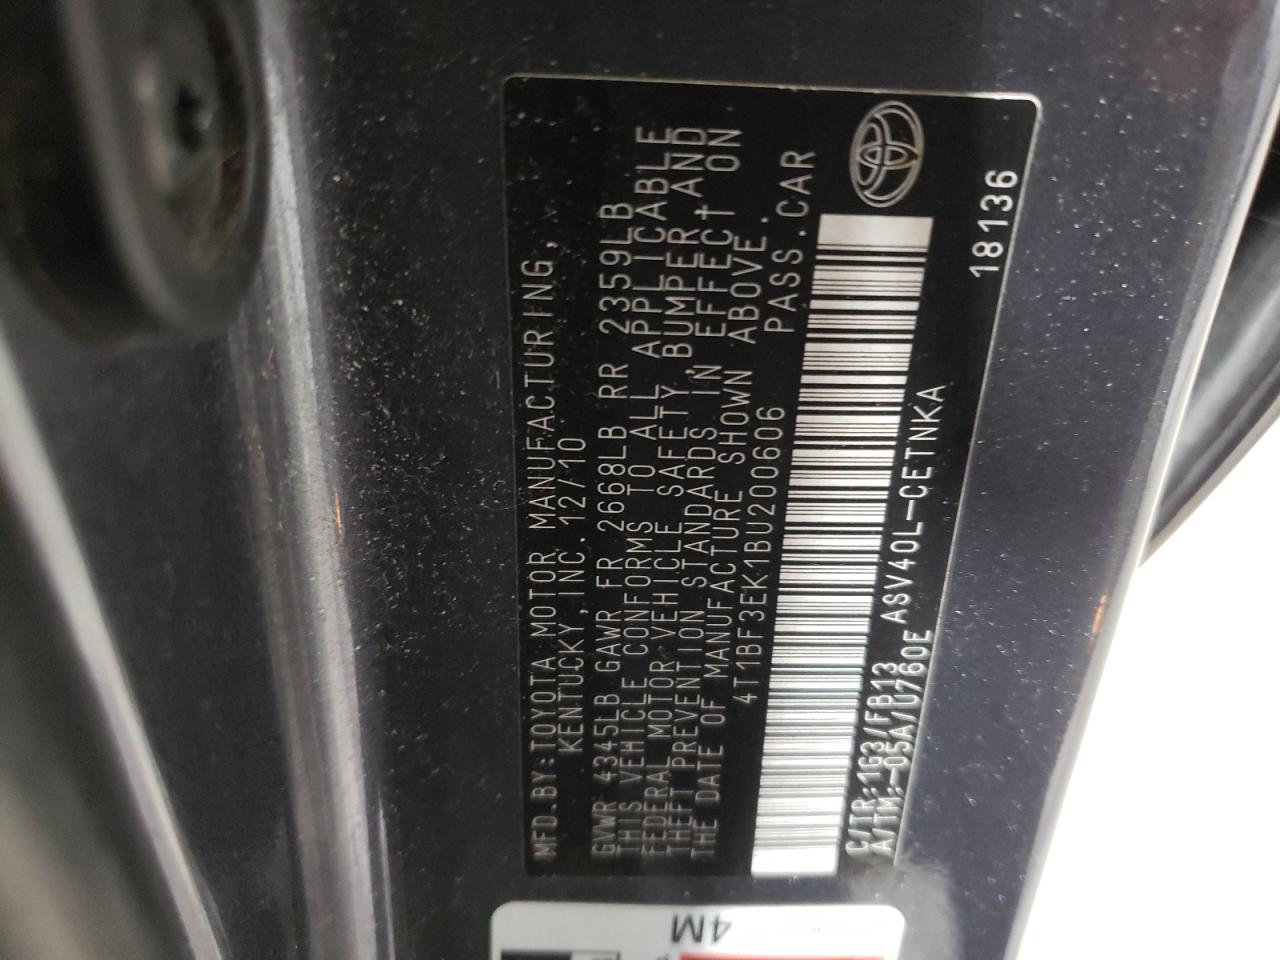 MFD.BY:TOYOTA MOTOR MANUFACTURING,
KENTUCKY,INC.12/10
GVWR 4345LB GAWR FR 2668LB RR 2359LB
THIS VEHICLE CONFORMS TO ALL APPLICABLE
FEDERAL MOTOR VEHICLE SAFETY, BUMPER,AND
THEFT PREVENTION STANDARDS IN EFFECT ON
THE DATE OF MANUFACTURE SHOWN ABOVE.
4T1BF3EK1BU200606 PASS.CAR
C/TR:1G3/FB13
A/TM:-05A/U760E ASV40L-CETNKA
18136
4M